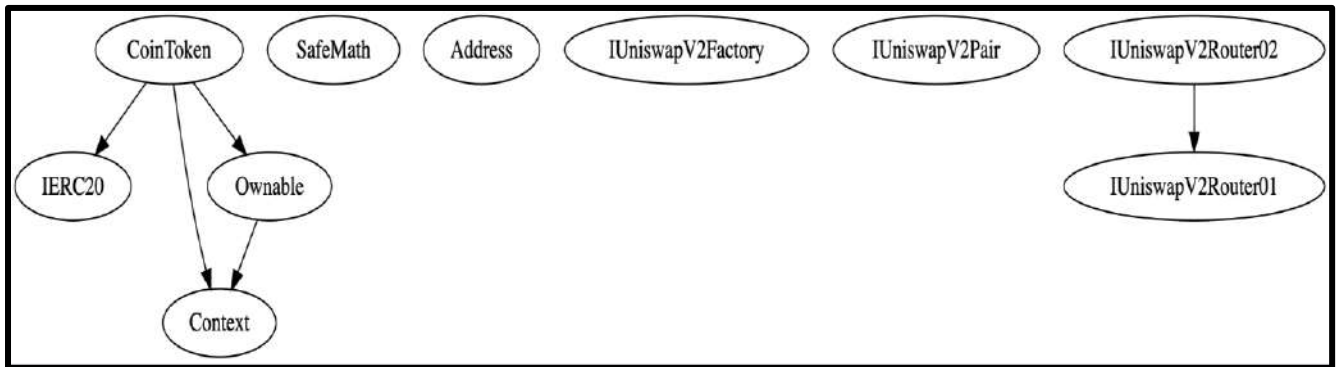 CoinToken
SafeMath
Address
IUniswapV2Factory
IUniswapV2Pair
IUniswapV2Router02
IERC20
Ownable
IUniswapV2Router01
Context